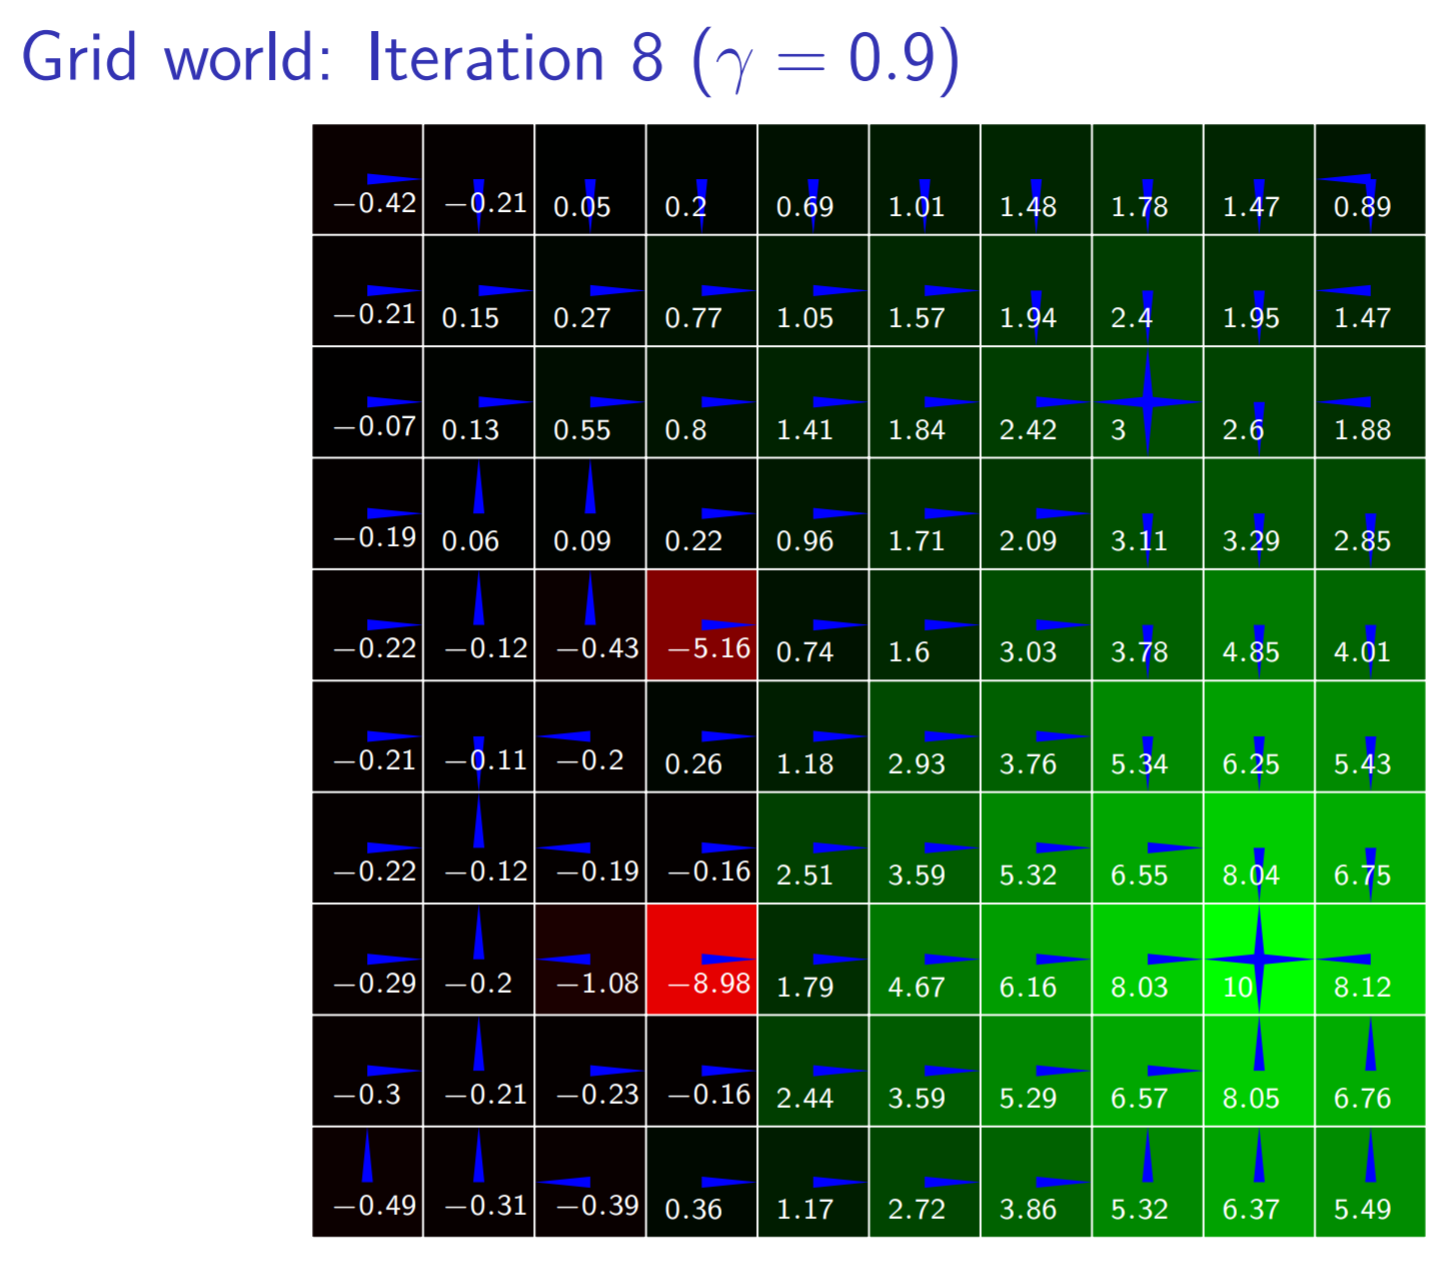 Grid world: Iteration 8 (γ = 0.9)
−0.42 −0.21 0.05 0.2 0.69 1.01 1.48 1.78 1.47 0.89
−0.21 0.15 0.27 0.77 1.05 1.57 1.94 2.4 1.95 1.47
−0.07 0.13 0.55 0.8 1.41 1.84 2.42 3 2.6 1.88
−0.19 0.06 0.09 0.22 0.96 1.71 2.09 3.11 3.29 2.85
−0.22 −0.12 −0.43 −5.16 0.74 1.6 3.03 3.78 4.85 4.01
−0.21 −0.11 −0.2 0.26 1.18 2.93 3.76 5.34 6.25 5.43
−0.22 −0.12 −0.19 −0.16 2.51 3.59 5.32 6.55 8.04 6.75
−0.29 −0.2 −1.08 −8.98 1.79 4.67 6.16 8.03 10 8.12
−0.3 −0.21 −0.23 −0.16 2.44 3.59 5.29 6.57 8.05 6.76
−0.49 −0.31 −0.39 0.36 1.17 2.72 3.86 5.32 6.37 5.49